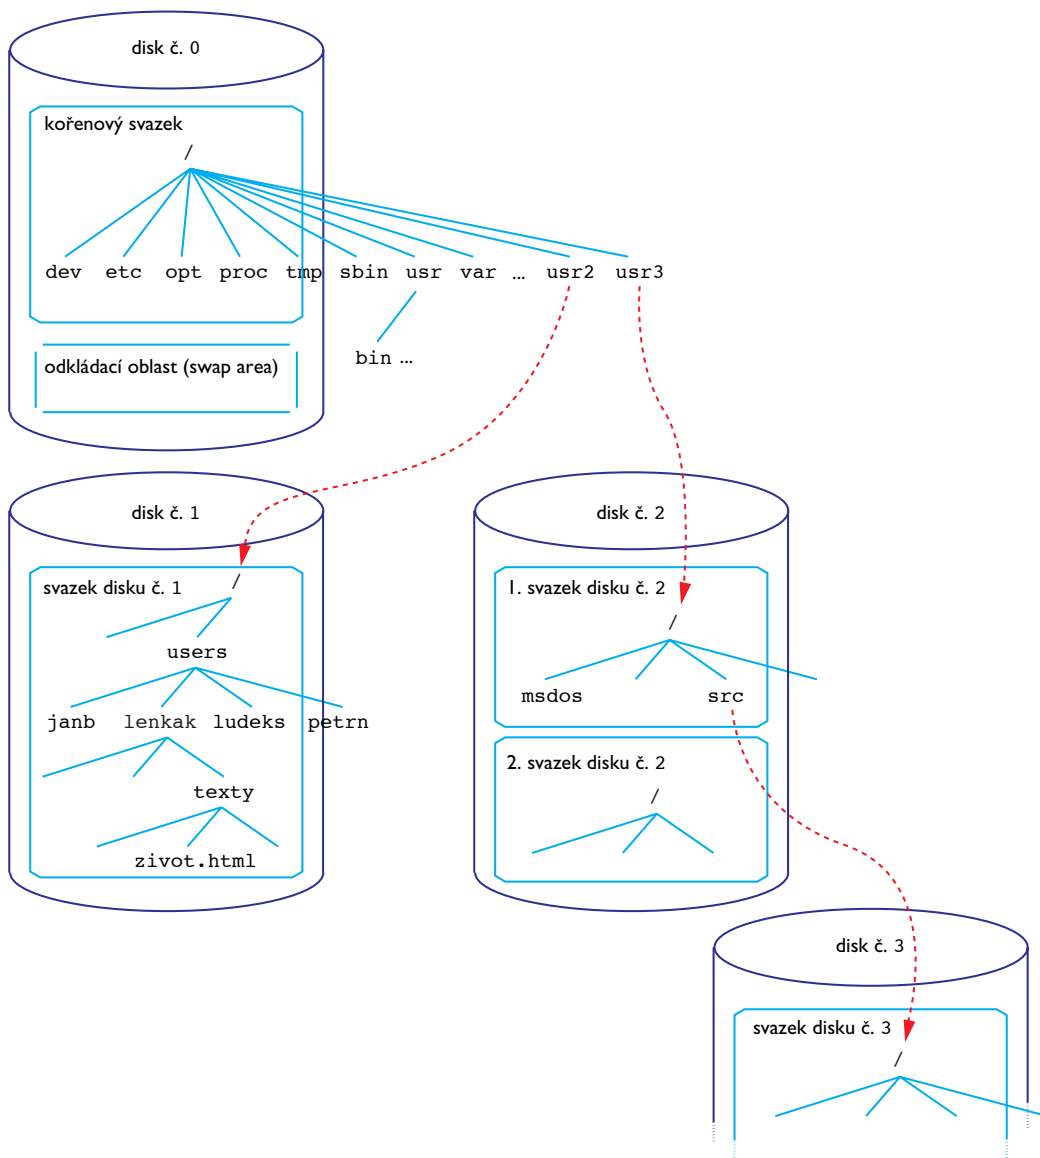 disk č. 0
kořenový svazek
/
dev etc opt proc tmp sbin usr var ... usr2 usr3
bin ...
odkládací oblast (swap area)
disk č. 1
svazek disku č. 1
/
users
janb lenkak ludeks petrn
texty
zivot.html
disk č. 2
1. svazek disku č. 2
/
msdos src
2. svazek disku č. 2
/
disk č. 3
svazek disku č. 3
/